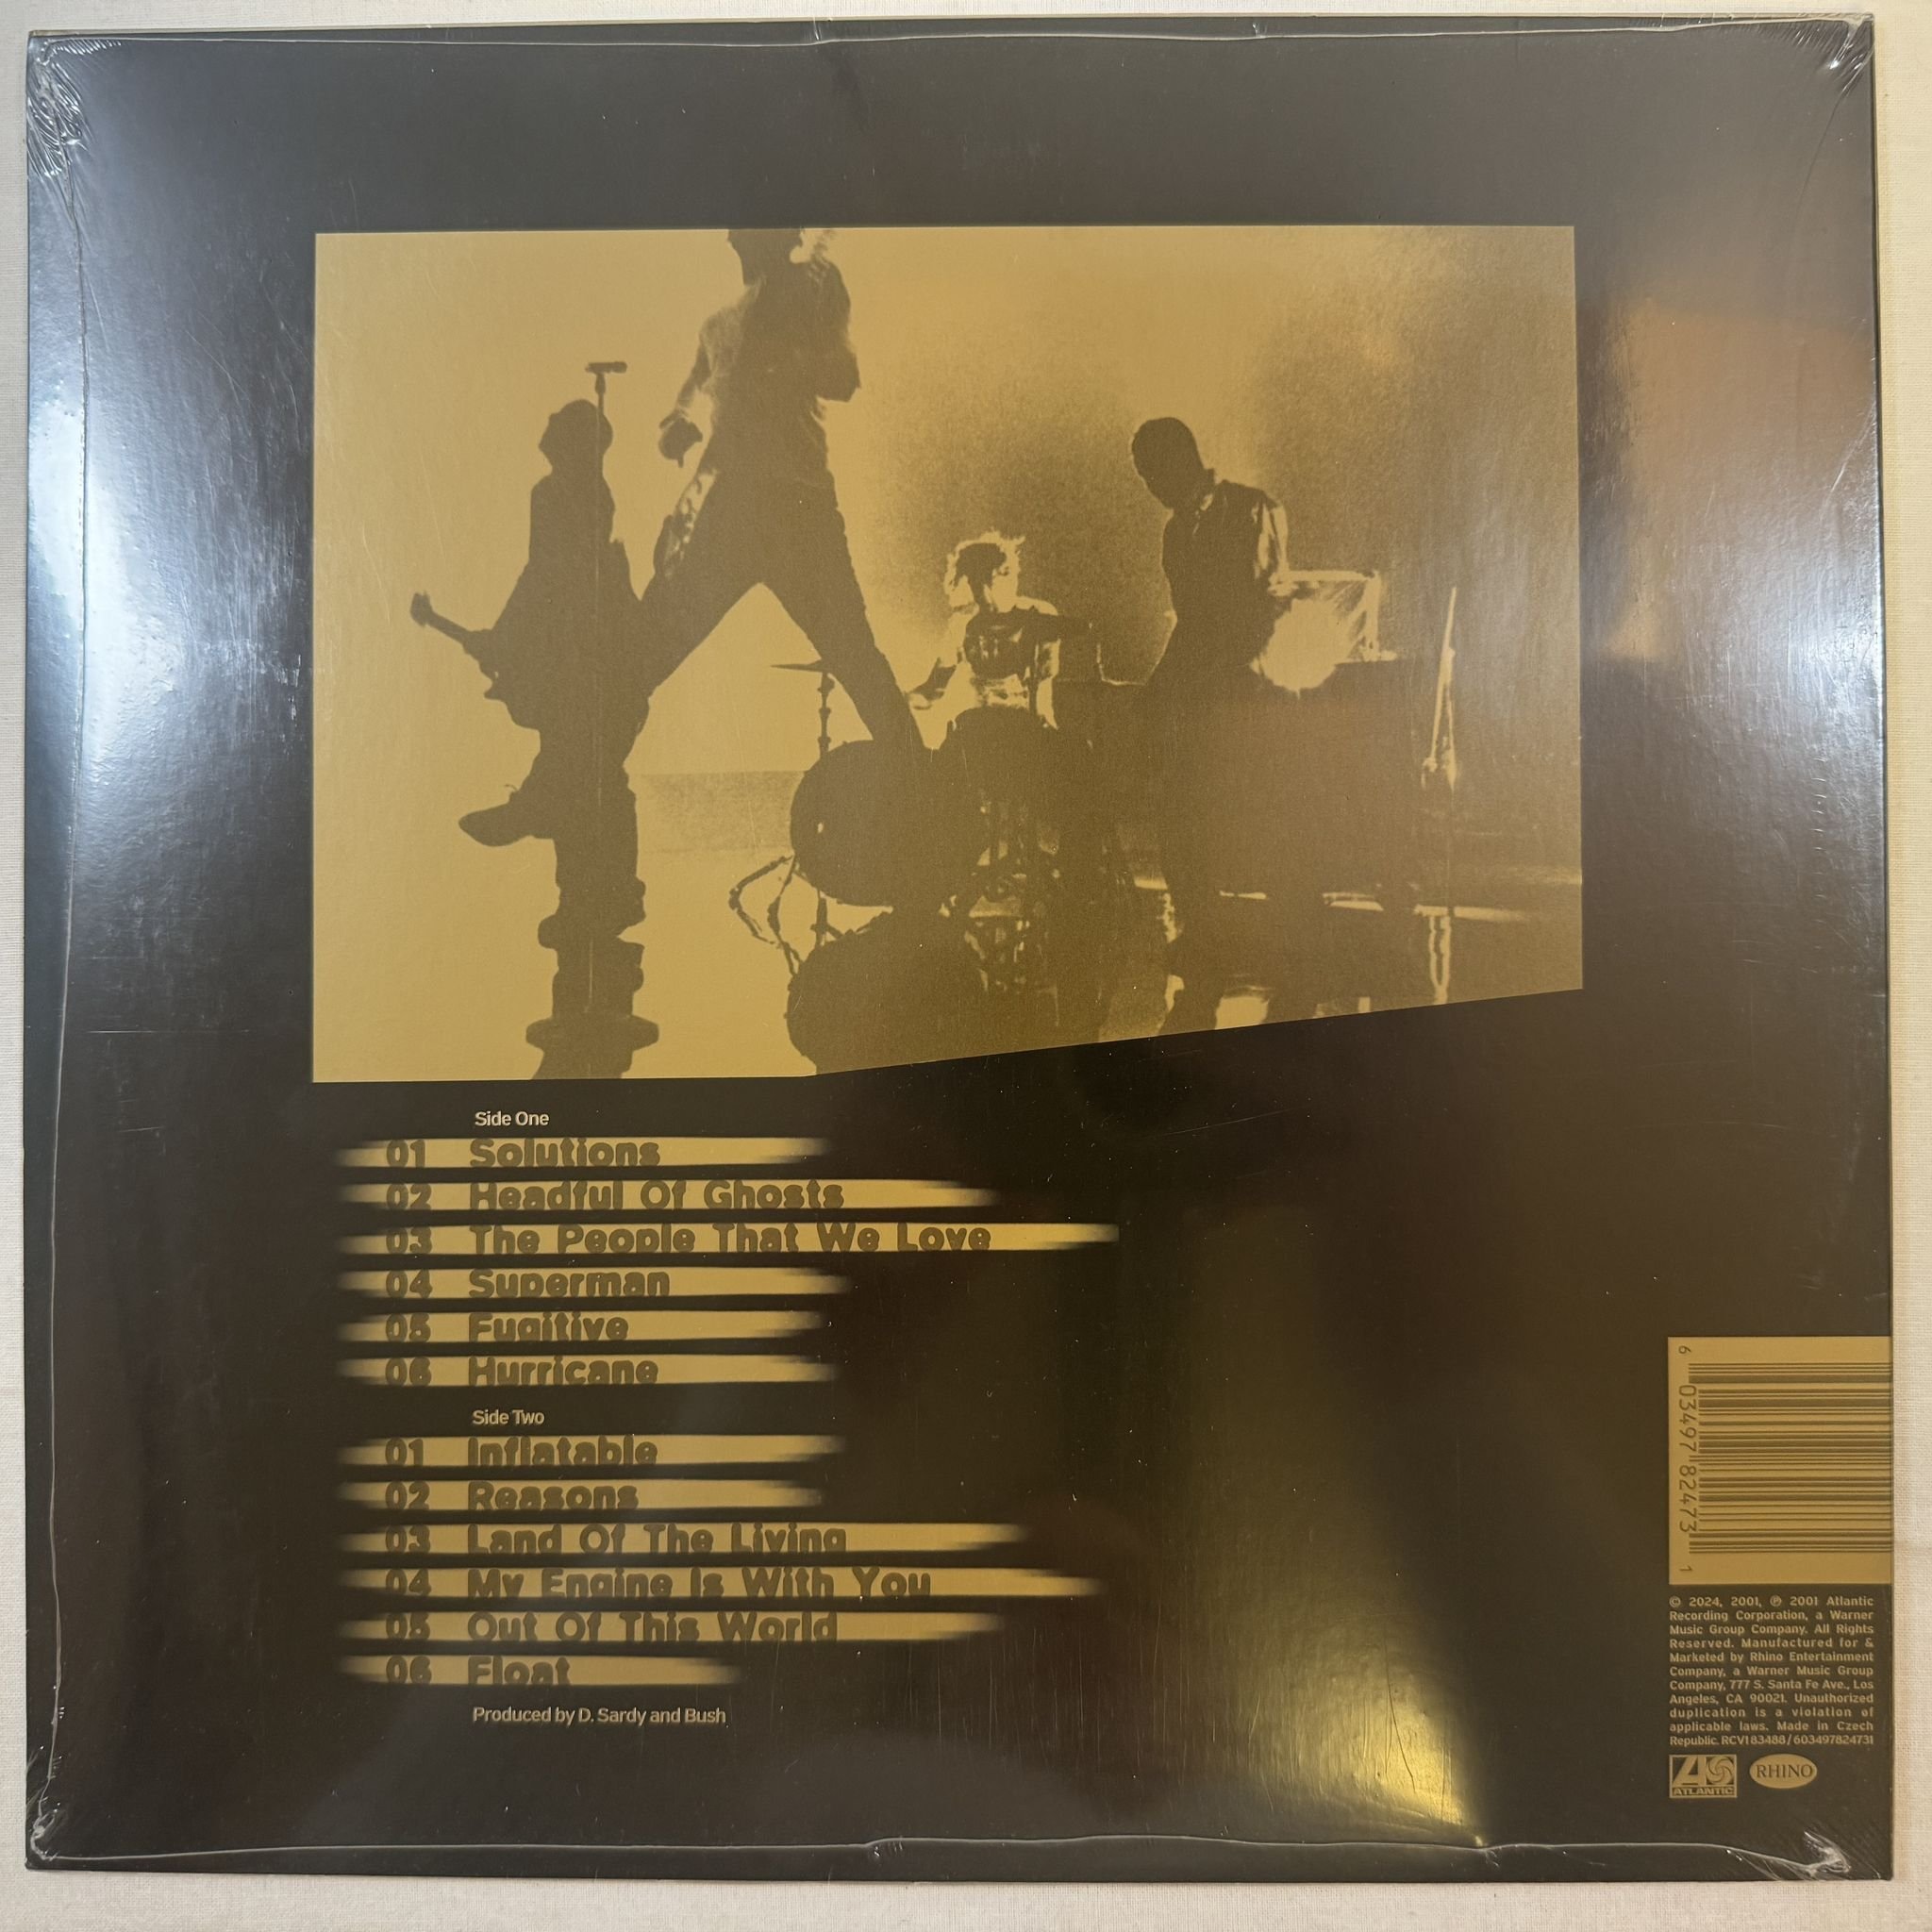 Side One
01 Solutions
02 Headful Of Ghosts
03 The People That We Love
04 Superman
05 Fugitive
06 Hurricane
Side Two
01 Inflatable
02 Reasons
03 Land Of The Living
04 My Engine Is With You
05 Out Of This World
06 Float
Produced by D. Sardy and Bush
6 03497 82473 1
© 2024, 2001, ℗ 2001 Atlantic
Recording Corporation, a Warner
Music Group Company. All Rights
Reserved. Manufactured for &
Marketed by Rhino Entertainment
Company, a Warner Music Group
Company, 777 S. Santa Fe Ave., Los
Angeles, CA 90021. Unauthorized
duplication is a violation of
applicable laws. Made in Czech
Republic. RCV1 83488 / 603497824731
ATLANTIC
RHINO